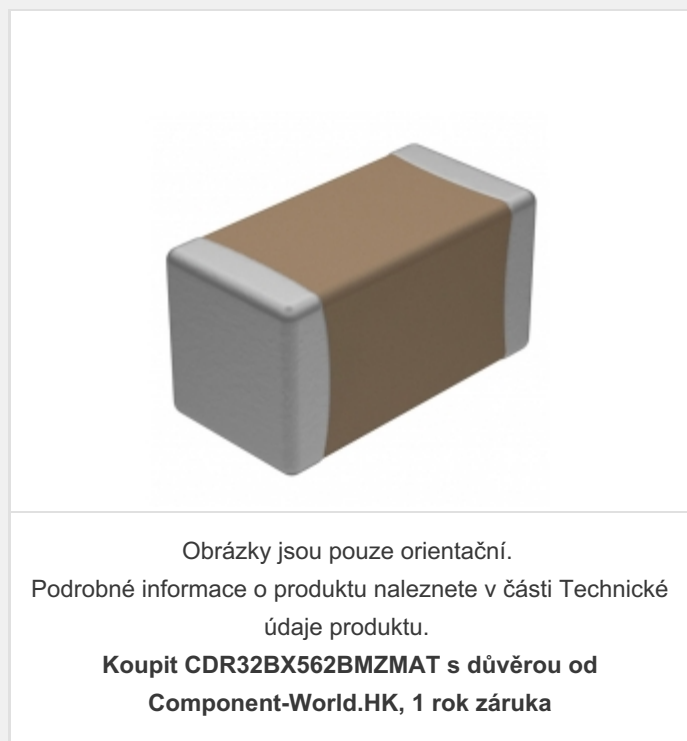 Obrázky jsou pouze orientační.
Podrobné informace o produktu naleznete v části Technické
údaje produktu.
Koupit CDR32BX562BMZMAT s důvěrou od
Component-World.HK, 1 rok záruka